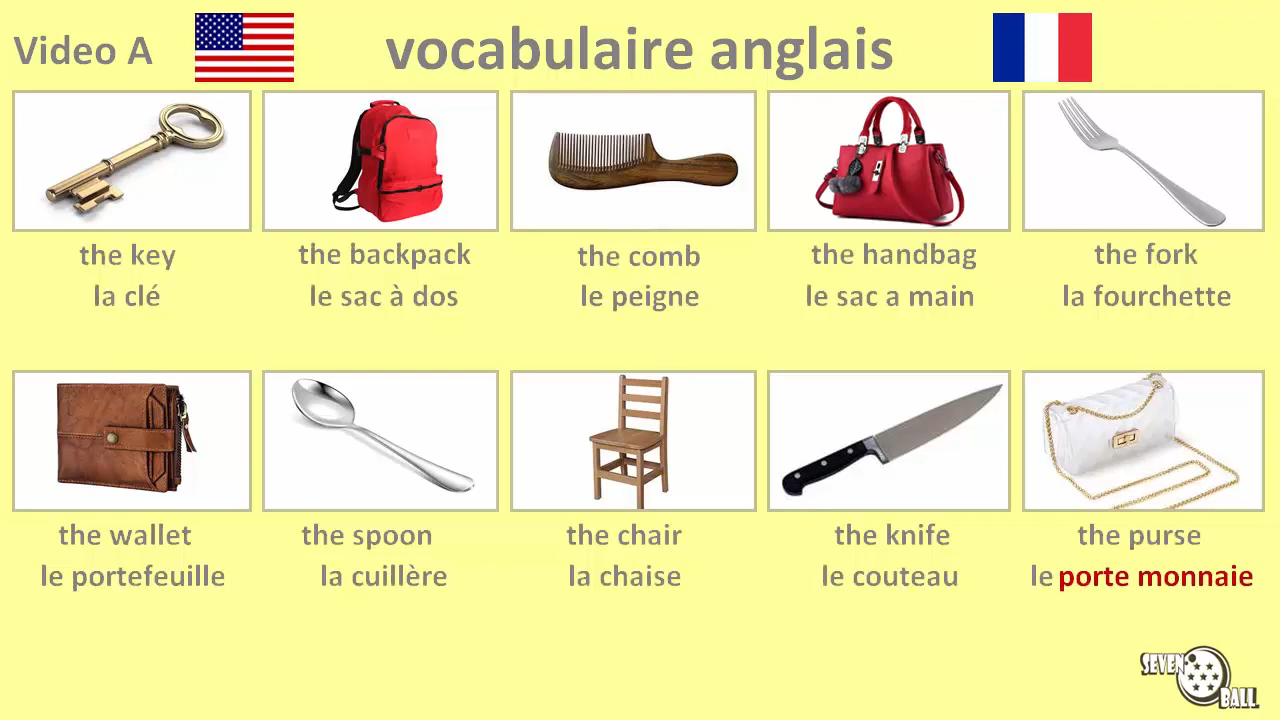 Video A
vocabulaire anglais
the key
la clé
the backpack
le sac à dos
the comb
le peigne
the handbag
le sac a main
the fork
la fourchette
the wallet
le portefeuille
the spoon
la cuillère
the chair
la chaise
the knife
le couteau
the purse
le porte monnaie
SEVEN
BALL